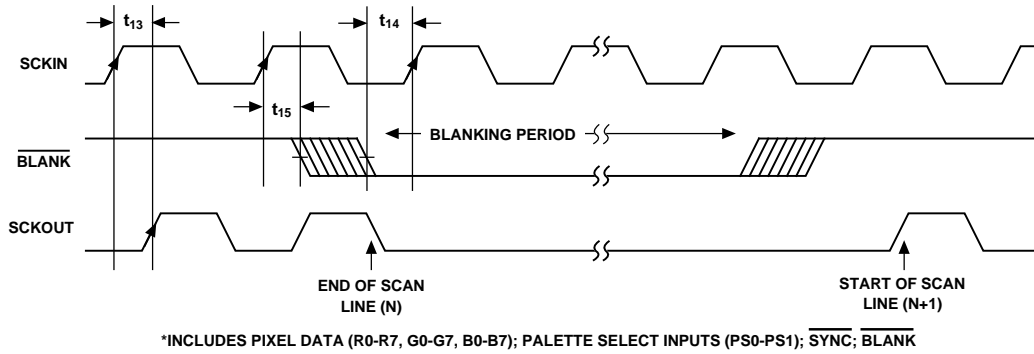 t13
t14
SCKIN
t15
BLANKING PERIOD
BLANK
SCKOUT
END OF SCAN
LINE (N)
START OF SCAN
LINE (N+1)
*INCLUDES PIXEL DATA (R0-R7, G0-G7, B0-B7); PALETTE SELECT INPUTS (PS0-PS1); SYNC; BLANK